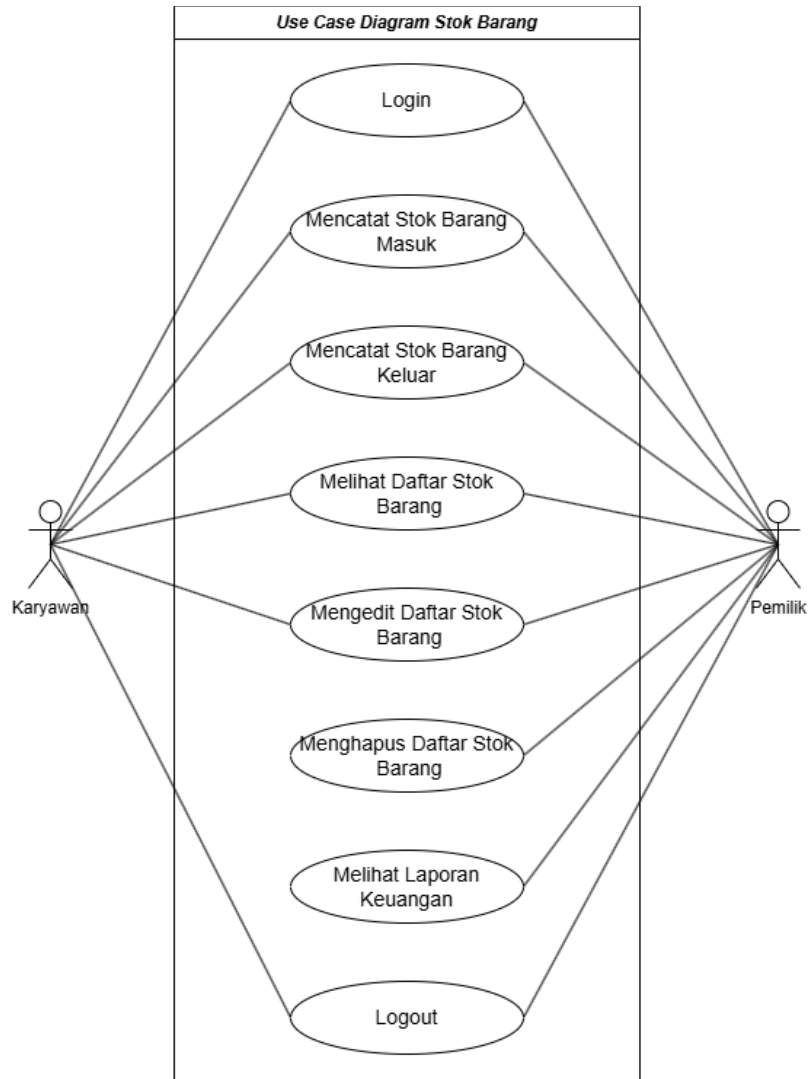 Use Case Diagram Stok Barang
Login
Mencatat Stok Barang
Masuk
Mencatat Stok Barang
Keluar
Melihat Daftar Stok
Barang
Karyawan
Pemilik
Mengedit Daftar Stok
Barang
Menghapus Daftar Stok
Barang
Melihat Laporan
Keuangan
Logout